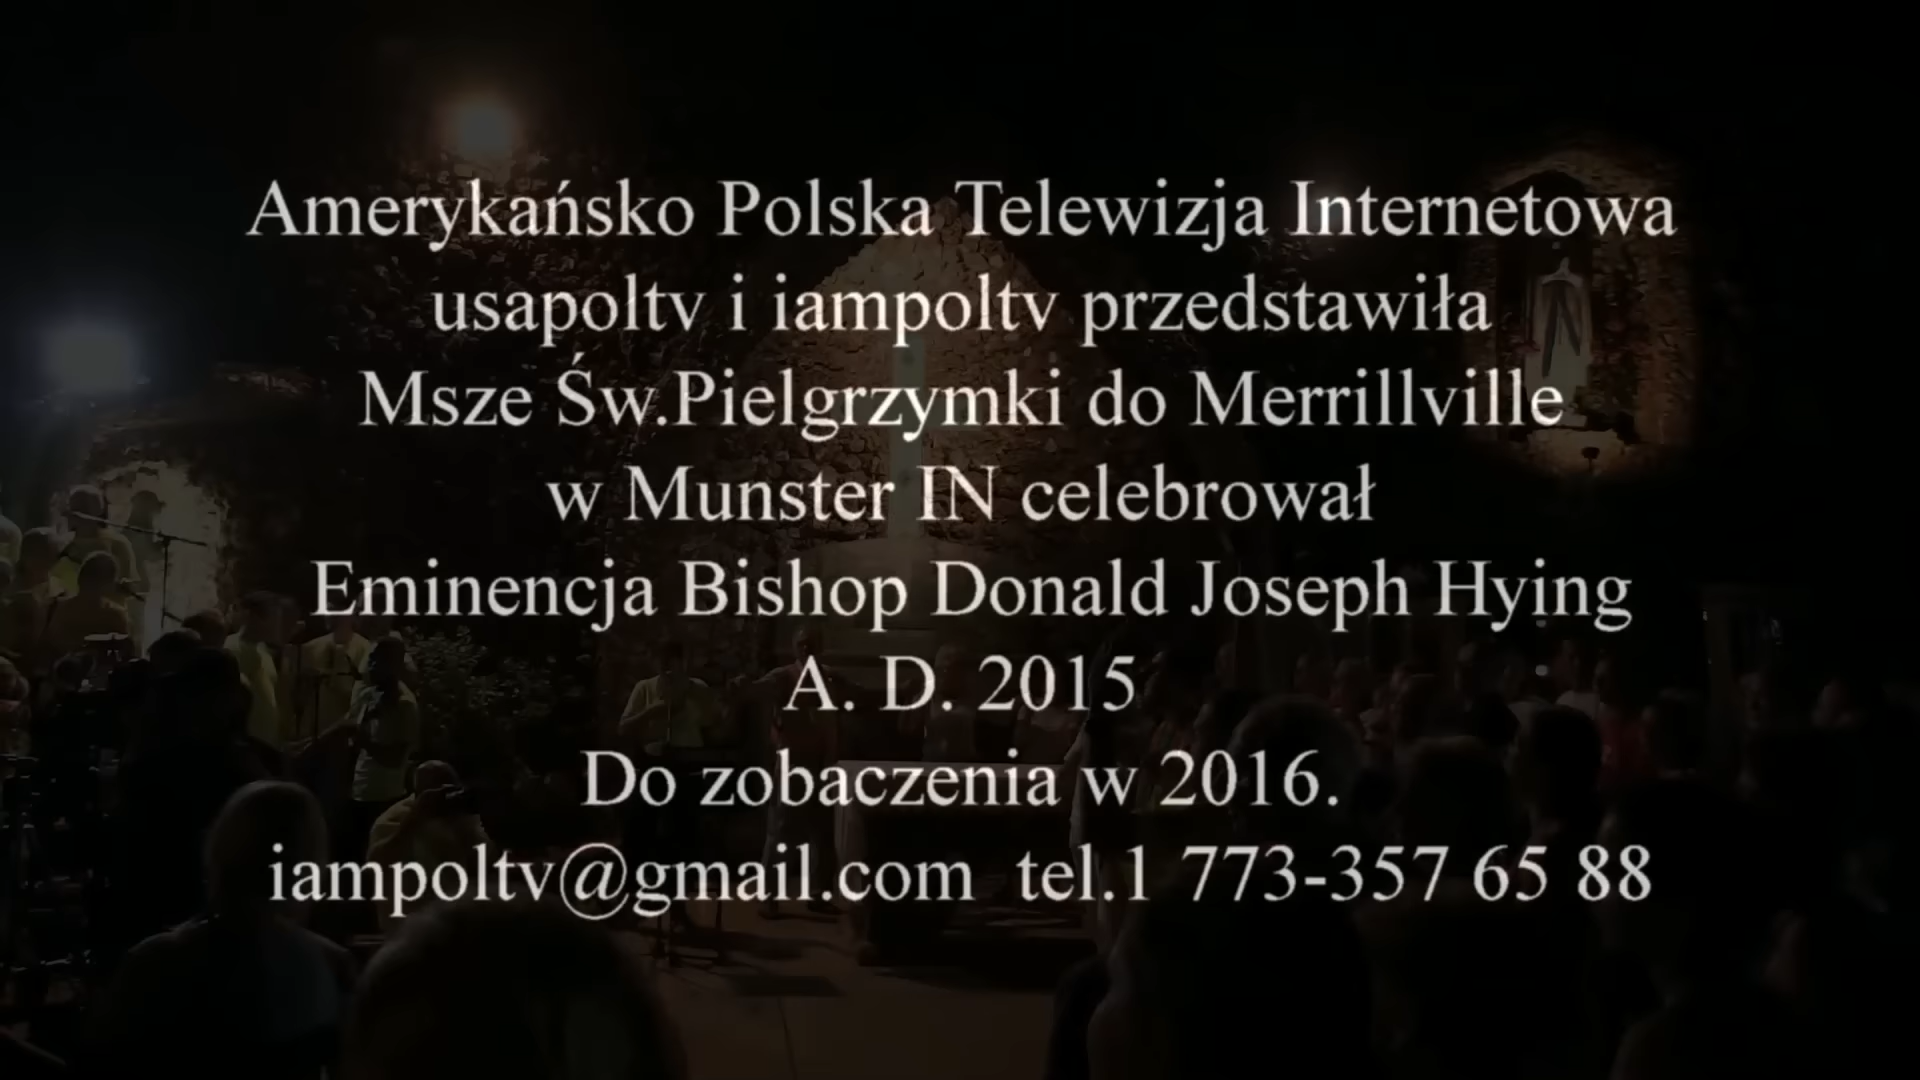 Amerykańsko Polska Telewizja Internetowa
usapołtv i iampoltv przedstawiła
Msze Św.Pielgrzymki do Merrillville
w Munster IN celebrował
Eminencja Bishop Donald Joseph Hying
A. D. 2015
Do zobaczenia w 2016.
iampoltv@gmail.com tel.1 773-357 65 88